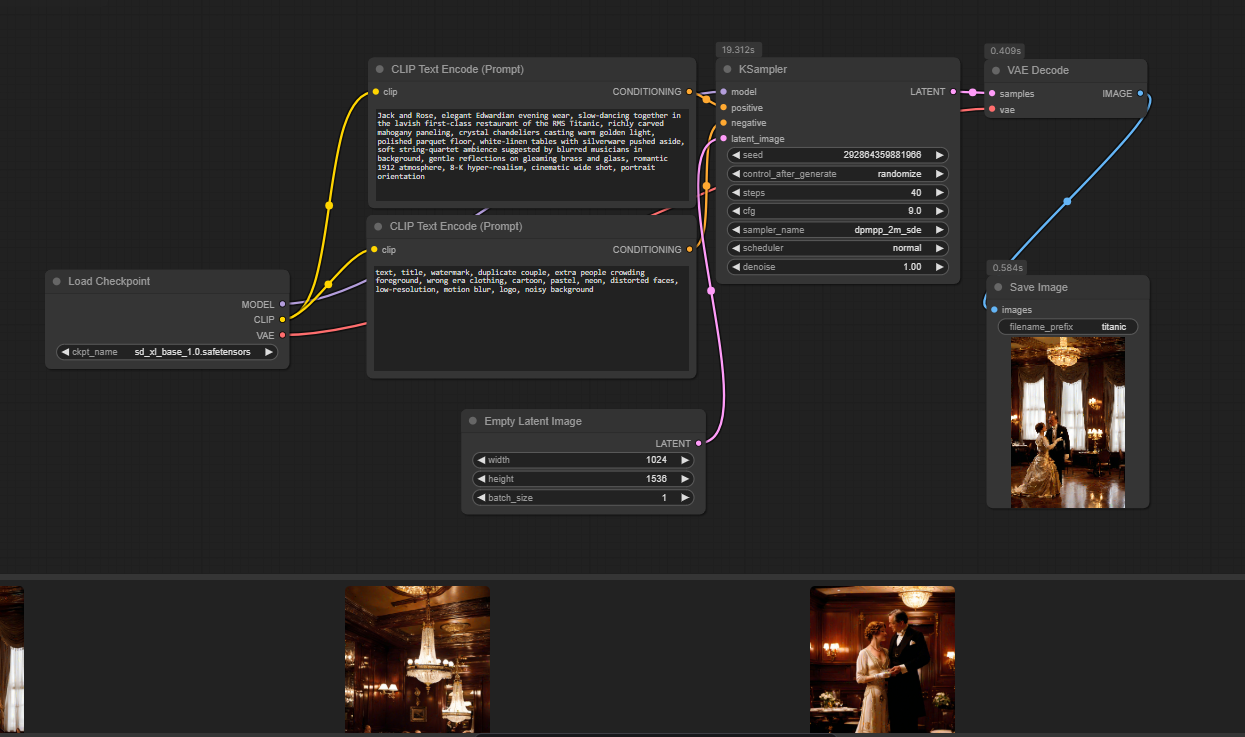 19.312s
0.409s
CLIP Text Encode (Prompt)
clip
CONDITIONING
Jack and Rose, elegant Edwardian evening wear, slow-dancing together in
the lavish first-class restaurant of the RMS Titanic, richly carved
mahogany paneling, crystal chandeliers casting warm golden light,
polished parquet floor, white-linen tables with silverware pushed aside,
soft string-quartet ambience suggested by blurred musicians in
background, gentle reflections on gleaming brass and glass, romantic
1912 atmosphere, 8-K hyper-realism, cinematic wide shot, portrait
orientation
KSampler
model
LATENT
positive
negative
latent_image
seed 292864359881966
control_after_generate randomize
steps 40
cfg 9.0
sampler_name dpmpp_2m_sde
scheduler normal
denoise 1.00
VAE Decode
samples
IMAGE
vae
CLIP Text Encode (Prompt)
clip
CONDITIONING
text, title, watermark, duplicate couple, extra people crowding
foreground, wrong era clothing, cartoon, pastel, neon, distorted faces,
low-resolution, motion blur, logo, noisy background
Load Checkpoint
MODEL
CLIP
VAE
ckpt_name sd_xl_base_1.0.safetensors
0.584s
Save Image
images
filename_prefix titanic
Empty Latent Image
LATENT
width 1024
height 1536
batch_size 1